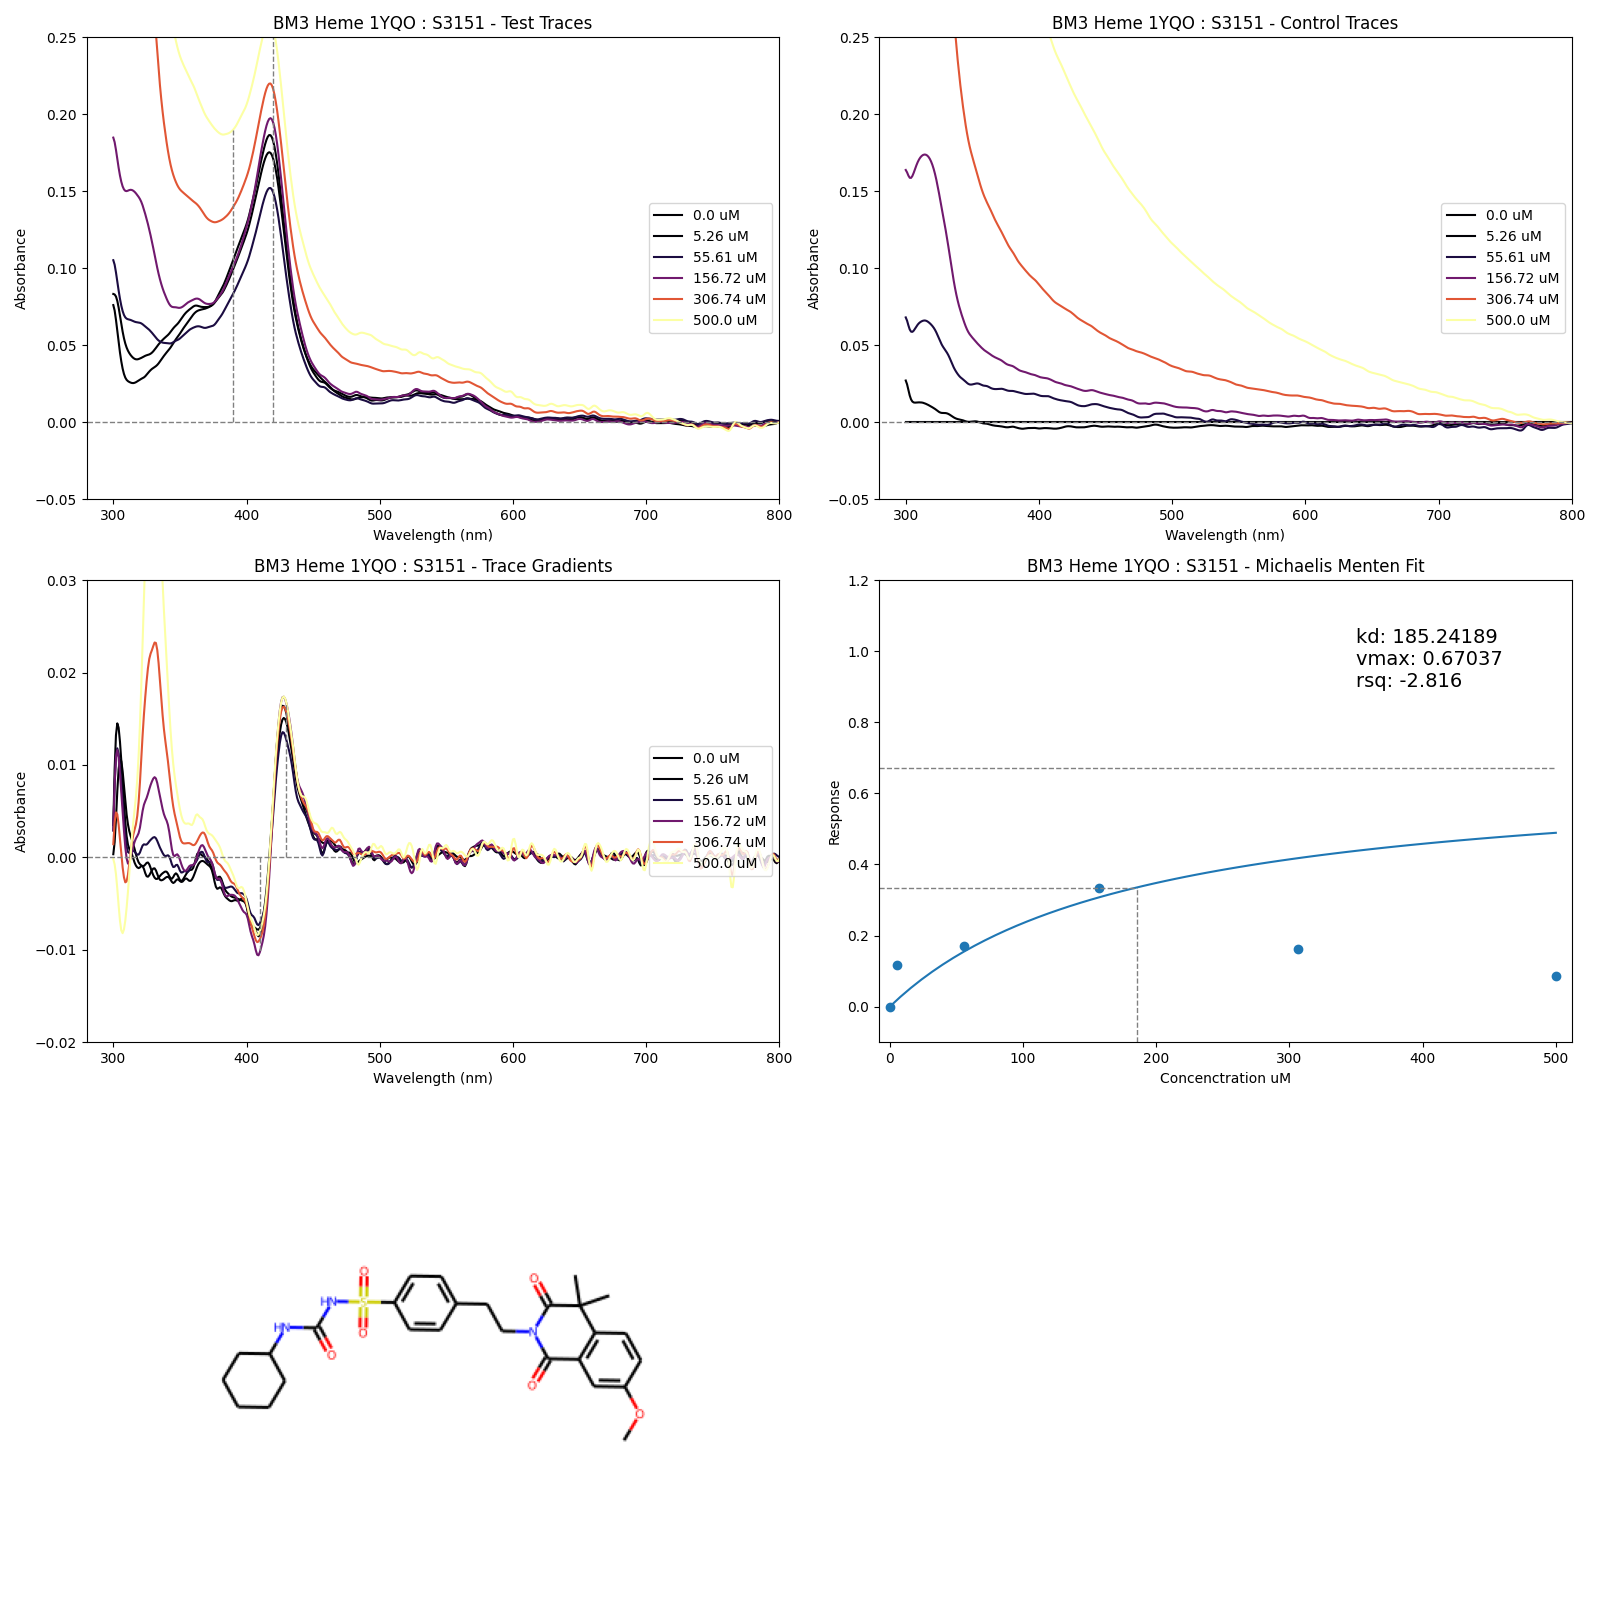 BM3 Heme 1YQO : S3151 - Test Traces
0.25
0.20
0.15
0.10
0.05
0.00
−0.05
Absorbance
0.0 uM
5.26 uM
55.61 uM
156.72 uM
306.74 uM
500.0 uM
300 400 500 600 700 800
Wavelength (nm)
BM3 Heme 1YQO : S3151 - Control Traces
0.25
0.20
0.15
0.10
0.05
0.00
−0.05
Absorbance
0.0 uM
5.26 uM
55.61 uM
156.72 uM
306.74 uM
500.0 uM
300 400 500 600 700 800
Wavelength (nm)
BM3 Heme 1YQO : S3151 - Trace Gradients
0.03
0.02
0.01
0.00
−0.01
−0.02
Absorbance
0.0 uM
5.26 uM
55.61 uM
156.72 uM
306.74 uM
500.0 uM
300 400 500 600 700 800
Wavelength (nm)
BM3 Heme 1YQO : S3151 - Michaelis Menten Fit
1.2
1.0
0.8
0.6
0.4
0.2
0.0
Response
kd: 185.24189
vmax: 0.67037
rsq: -2.816
0 100 200 300 400 500
Concenctration uM
O
HN
S
O
HN
O
O
N
O
O